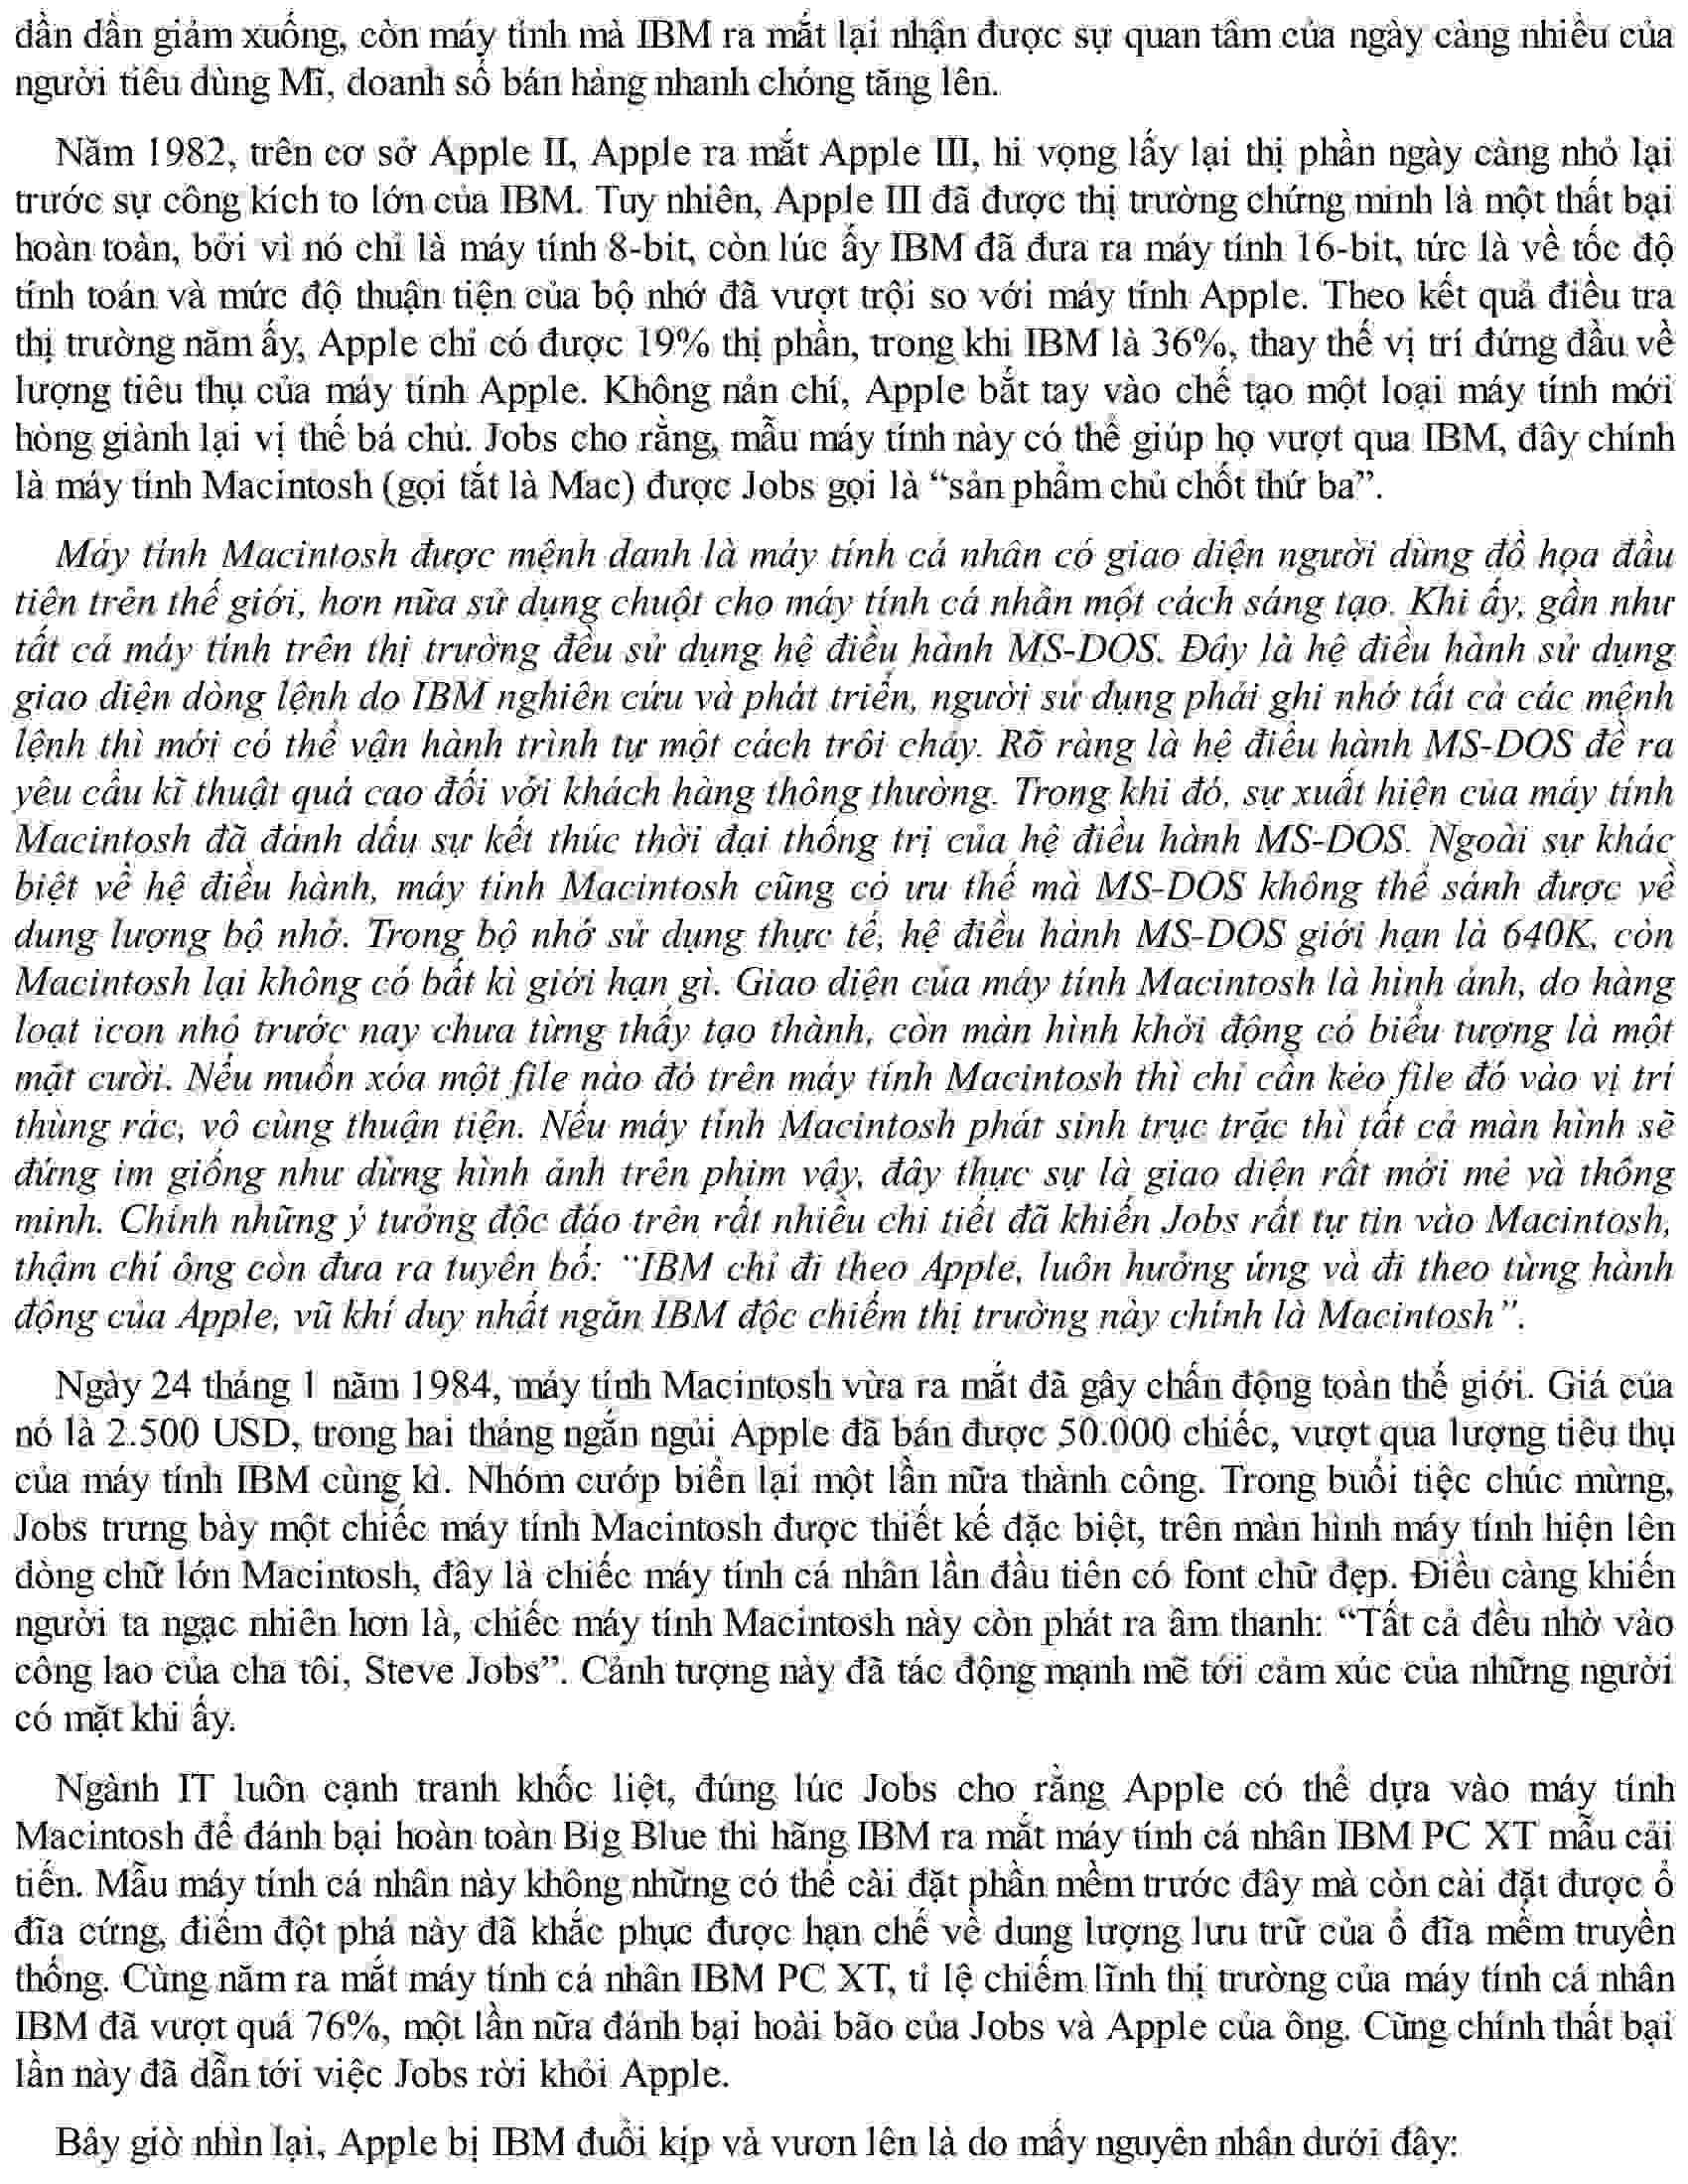 dần dần giảm xuống, còn máy tính mà IBM ra mắt lại nhận được sự quan tâm của ngày càng nhiều của
người tiêu dùng Mĩ, doanh số bán hàng nhanh chóng tăng lên.
Năm 1982, trên cơ sở Apple II, Apple ra mắt Apple III, hi vọng lấy lại thị phần ngày càng nhỏ lại
trước sự công kích to lớn của IBM. Tuy nhiên, Apple III đã được thị trường chứng minh là một thất bại
hoàn toàn, bởi vì nó chỉ là máy tính 8-bit, còn lúc ấy IBM đã đưa ra máy tính 16-bit, tức là về tốc độ
tính toán và mức độ thuận tiện của bộ nhớ đã vượt trội so với máy tính Apple. Theo kết quả điều tra
thị trường năm ấy, Apple chỉ có được 19% thị phần, trong khi IBM là 36%, thay thế vị trí đứng đầu về
lượng tiêu thụ của máy tính Apple. Không nản chí, Apple bắt tay vào chế tạo một loại máy tính mới
hòng giành lại vị thế bá chủ. Jobs cho rằng, mẫu máy tính này có thể giúp họ vượt qua IBM, đây chính
là máy tính Macintosh (gọi tắt là Mac) được Jobs gọi là “sản phẩm chủ chốt thứ ba”.
Máy tính Macintosh được mệnh danh là máy tính cá nhân có giao diện người dùng đồ họa đầu
tiên trên thế giới, hơn nữa sử dụng chuột cho máy tính cá nhân một cách sáng tạo. Khi ấy, gần như
tất cả máy tính trên thị trường đều sử dụng hệ điều hành MS-DOS. Đây là hệ điều hành sử dụng
giao diện dòng lệnh do IBM nghiên cứu và phát triển, người sử dụng phải ghi nhớ tất cả các mệnh
lệnh thì mới có thể vận hành trình tự một cách trôi chảy. Rõ ràng là hệ điều hành MS-DOS đề ra
yêu cầu kĩ thuật quá cao đối với khách hàng thông thường. Trong khi đó, sự xuất hiện của máy tính
Macintosh đã đánh dấu sự kết thúc thời đại thống trị của hệ điều hành MS-DOS. Ngoài sự khác
biệt về hệ điều hành, máy tính Macintosh cũng có ưu thế mà MS-DOS không thể sánh được về
dung lượng bộ nhớ. Trong bộ nhớ sử dụng thực tế, hệ điều hành MS-DOS giới hạn là 640K, còn
Macintosh lại không có bất kì giới hạn gì. Giao diện của máy tính Macintosh là hình ảnh, do hàng
loạt icon nhỏ trước nay chưa từng thấy tạo thành, còn màn hình khởi động có biểu tượng là một
mặt cười. Nếu muốn xóa một file nào đó trên máy tính Macintosh thì chỉ cần kéo file đó vào vị trí
thùng rác, vô cùng thuận tiện. Nếu máy tính Macintosh phát sinh trục trặc thì tất cả màn hình sẽ
đứng im giống như dừng hình ảnh trên phim vậy, đây thực sự là giao diện rất mới mẻ và thông
minh. Chính những ý tưởng độc đáo trên rất nhiều chi tiết đã khiến Jobs rất tự tin vào Macintosh,
thậm chí ông còn đưa ra tuyên bố: “IBM chỉ đi theo Apple, luôn hưởng ứng và đi theo từng hành
động của Apple, vũ khí duy nhất ngăn IBM độc chiếm thị trường này chính là Macintosh”.
Ngày 24 tháng 1 năm 1984, máy tính Macintosh vừa ra mắt đã gây chấn động toàn thế giới. Giá của
nó là 2.500 USD, trong hai tháng ngắn ngủi Apple đã bán được 50.000 chiếc, vượt qua lượng tiêu thụ
của máy tính IBM cùng kì. Nhóm cướp biển lại một lần nữa thành công. Trong buổi tiệc chúc mừng,
Jobs trưng bày một chiếc máy tính Macintosh được thiết kế đặc biệt, trên màn hình máy tính hiện lên
dòng chữ lớn Macintosh, đây là chiếc máy tính cá nhân lần đầu tiên có font chữ đẹp. Điều càng khiến
người ta ngạc nhiên hơn là, chiếc máy tính Macintosh này còn phát ra âm thanh: “Tất cả đều nhờ vào
công lao của cha tôi, Steve Jobs”. Cảnh tượng này đã tác động mạnh mẽ tới cảm xúc của những người
có mặt khi ấy.
Ngành IT luôn cạnh tranh khốc liệt, đúng lúc Jobs cho rằng Apple có thể dựa vào máy tính
Macintosh để đánh bại hoàn toàn Big Blue thì hãng IBM ra mắt máy tính cá nhân IBM PC XT mẫu cải
tiến. Mẫu máy tính cá nhân này không những có thể cài đặt phần mềm trước đây mà còn cài đặt được ổ
đĩa cứng, điểm đột phá này đã khắc phục được hạn chế về dung lượng lưu trữ của ổ đĩa mềm truyền
thống. Cùng năm ra mắt máy tính cá nhân IBM PC XT, tỉ lệ chiếm lĩnh thị trường của máy tính cá nhân
IBM đã vượt quá 76%, một lần nữa đánh bại hoài bão của Jobs và Apple của ông. Cũng chính thất bại
lần này đã dẫn tới việc Jobs rời khỏi Apple.
Bây giờ nhìn lại, Apple bị IBM đuổi kịp và vươn lên là do mấy nguyên nhân dưới đây: